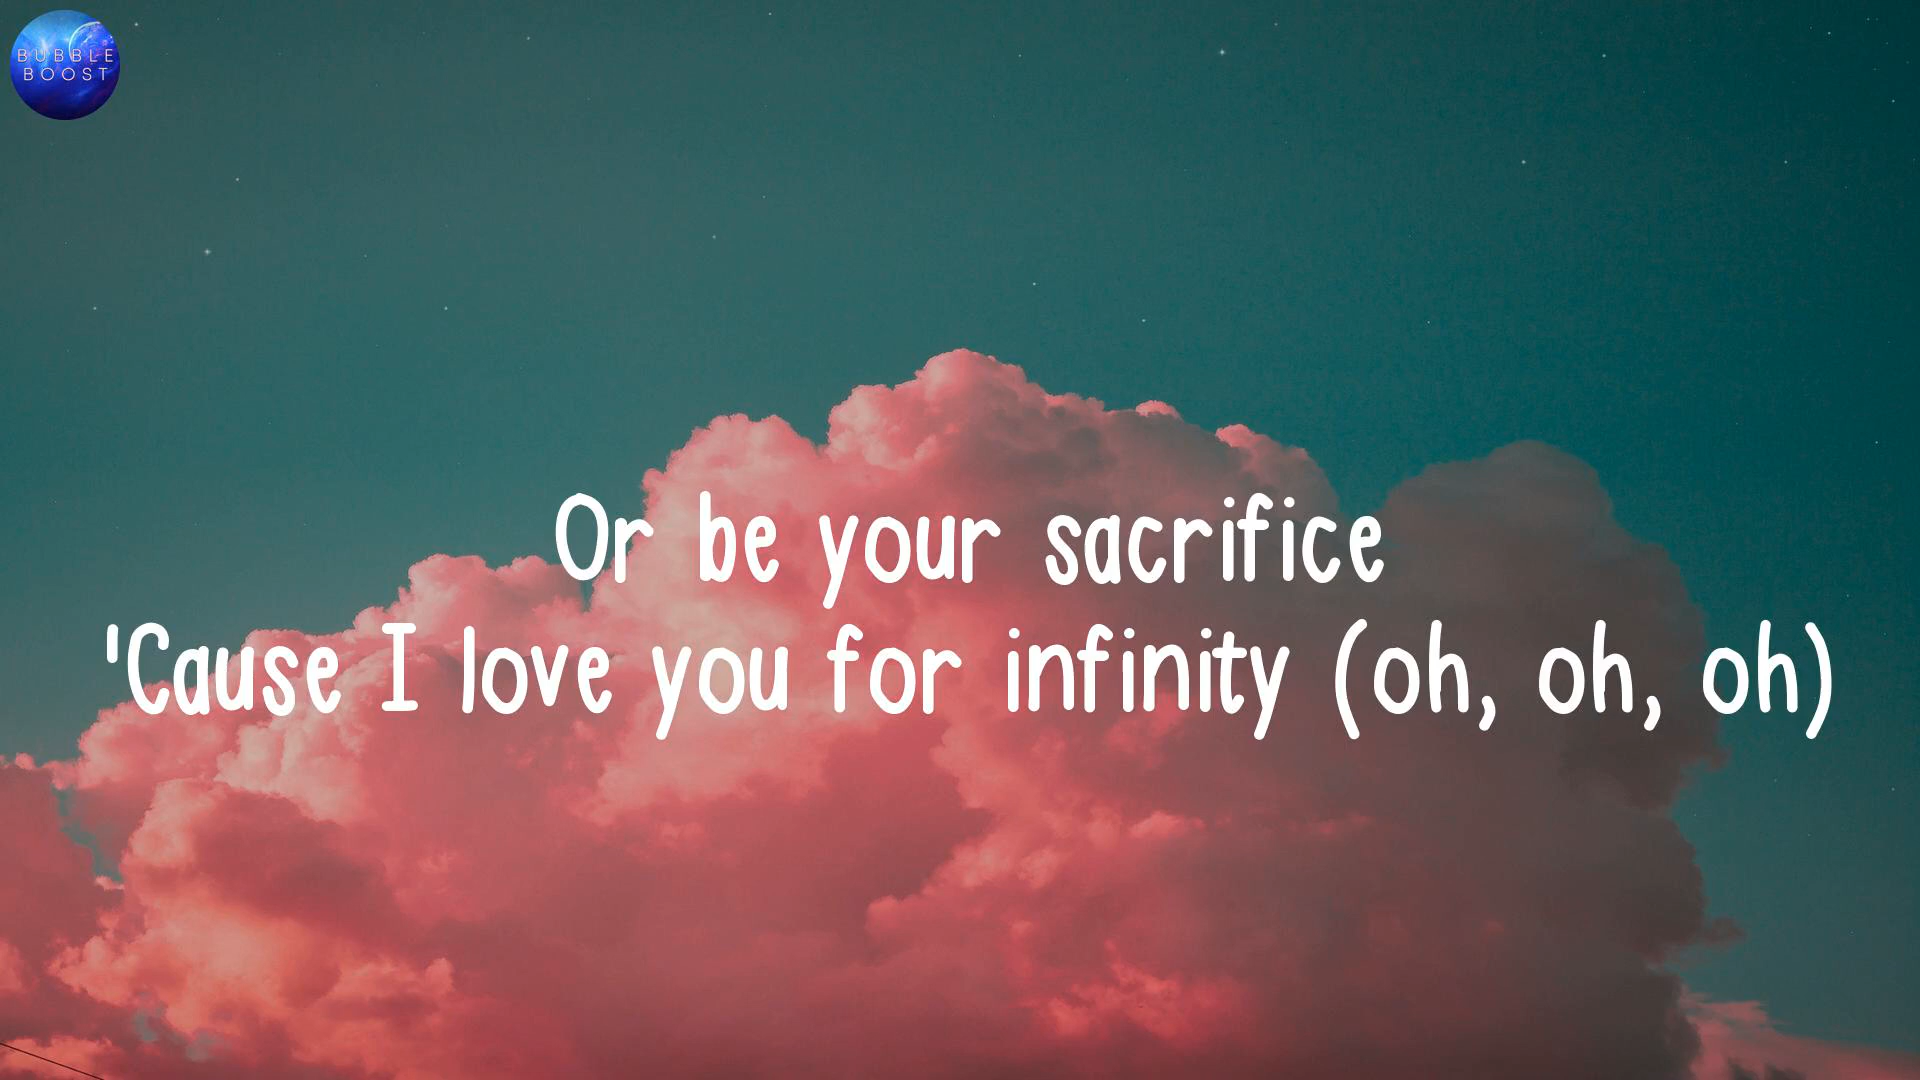 BUBBLE
BOOST
Or be your sacrifice
'Cause I love you for infinity (oh, oh, oh)